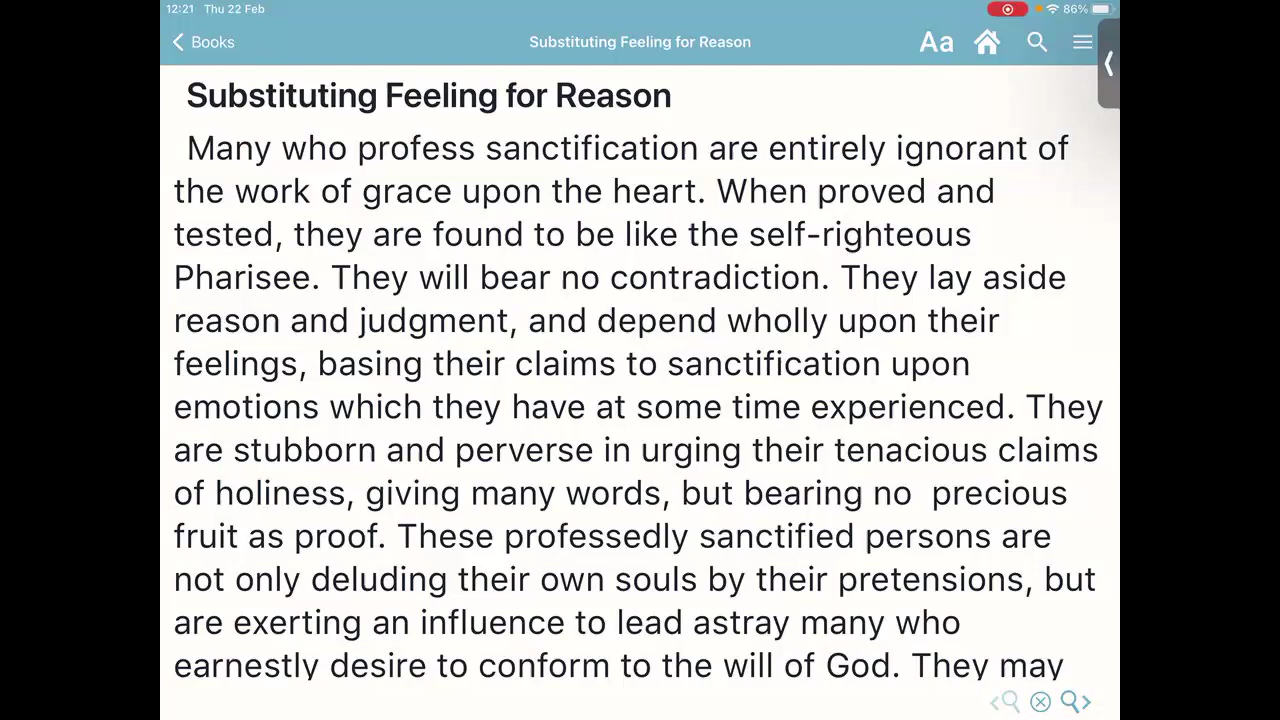 12:21 Thu 22 Feb
86%
Books
Substituting Feeling for Reason
Aa
Substituting Feeling for Reason
Many who profess sanctification are entirely ignorant of
the work of grace upon the heart. When proved and
tested, they are found to be like the self-righteous
Pharisee. They will bear no contradiction. They lay aside
reason and judgment, and depend wholly upon their
feelings, basing their claims to sanctification upon
emotions which they have at some time experienced. They
are stubborn and perverse in urging their tenacious claims
of holiness, giving many words, but bearing no precious
fruit as proof. These professedly sanctified persons are
not only deluding their own souls by their pretensions, but
are exerting an influence to lead astray many who
earnestly desire to conform to the will of God. They may